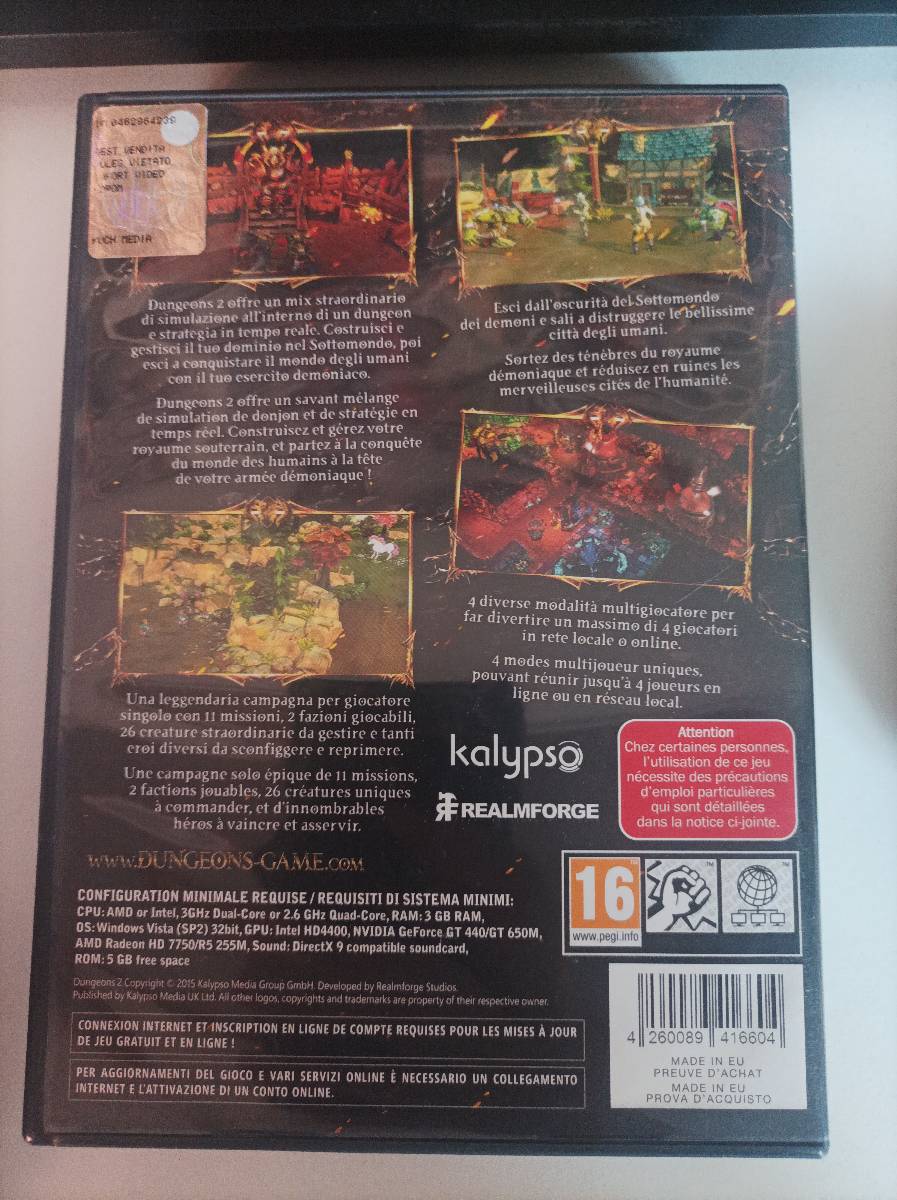 0462964239
VENDITA
VIETATO
VIDEO
MEDIA
Dungeons 2 offre un mix straordinario
di simulazione all'interno di un dungeon
e strategia in tempo reale. Costruisci e
gestisci il tuo dominio nel Sottomondo, poi
esci a conquistare il mondo degli umani
con il tuo esercito demoniaco.
Dungeons 2 offre un savant mélange
de simulation de donjon et de stratégie en
temps réel. Construisez et gérez votre
royaume souterrain, et partez à la conquête
du monde des humains à la tête
de votre armée démoniaque !
Esci dall'oscurità del Sottomondo
dei demoni e sali a distruggere le bellissime
città degli umani.
Sortez des ténèbres du royaume
démoniaque et réduisez en ruines les
merveilleuses cités de l'humanité.
Una leggendaria campagna per giocatore
singolo con 11 missioni, 2 fazioni giocabili,
26 creature straordinarie da gestire e tanti
eroi diversi da sconfiggere e reprimere.
Une campagne solo épique de 11 missions,
2 factions jouables, 26 créatures uniques
à commander, et d'innombrables
héros à vaincre et asservir.
4 diverse modalità multigiocatore per
far divertire un massimo di 4 giocatori
in rete locale o online.
4 modes multijoueur uniques,
pouvant réunir jusqu'à 4 joueurs en
ligne ou en réseau local.
kalypso
REALMFORGE
Attention
Chez certaines personnes,
l'utilisation de ce jeu
nécessite des précautions
d'emploi particulières
qui sont détaillées
dans la notice ci-jointe.
www.DUNGEONS-GAME.com
CONFIGURATION MINIMALE REQUISE / REQUISITI DI SISTEMA MINIMI:
CPU: AMD or Intel, 3GHz Dual-Core or 2.6 GHz Quad-Core, RAM: 3 GB RAM,
OS: Windows Vista (SP2) 32bit, GPU: Intel HD4400, NVIDIA GeForce GT 440/GT 650M,
AMD Radeon HD 7750/R5 255M, Sound: DirectX 9 compatible soundcard,
ROM: 5 GB free space
16
www.pegi.info
Dungeons 2 Copyright © 2015 Kalypso Media Group GmbH. Developed by Realmforge Studios.
Published by Kalypso Media UK Ltd. All other logos, copyrights and trademarks are property of their respective owner.
CONNEXION INTERNET ET INSCRIPTION EN LIGNE DE COMPTE REQUISES POUR LES MISES À JOUR
DE JEU GRATUIT ET EN LIGNE !
PER AGGIORNAMENTI DEL GIOCO E VARI SERVIZI ONLINE È NECESSARIO UN COLLEGAMENTO
INTERNET E L'ATTIVAZIONE DI UN CONTO ONLINE.
4 260089 416604
MADE IN EU
PREUVE D'ACHAT
MADE IN EU
PROVA D'ACQUISTO